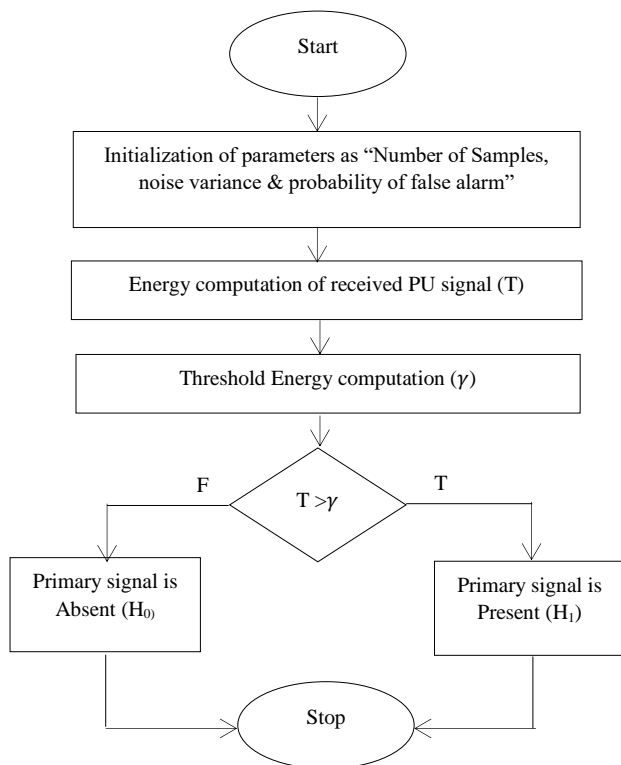 Start
Initialization of parameters as “Number of Samples,
noise variance & probability of false alarm”
Energy computation of received PU signal (T)
Threshold Energy computation (γ)
F
T
T >γ
Primary signal is
Absent (H₀)
Primary signal is
Present (H₁)
Stop